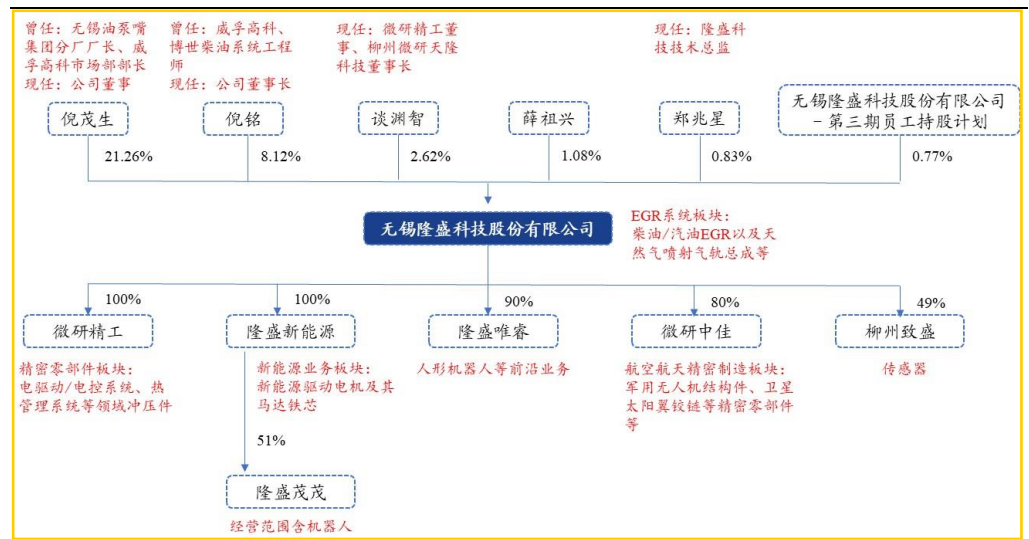 曾任：无锡油泵嘴
集团分厂厂长、威
孚高科市场部部长
现任：公司董事
曾任：威孚高科、
博世柴油系统工程
师
现任：公司董事长
现任：微研精工董
事、柳州微研天隆
科技董事长
现任：隆盛科
技技术总监
倪茂生
倪铭
谈渊智
薛祖兴
郑兆星
无锡隆盛科技股份有限公司
－第三期员工持股计划
21.26%
8.12%
2.62%
1.08%
0.83%
0.77%
无锡隆盛科技股份有限公司
EGR系统板块：
柴油/汽油EGR以及天
然气喷射气轨总成等
100%
100%
90%
80%
49%
微研精工
隆盛新能源
隆盛唯睿
微研中佳
柳州致盛
精密零部件板块：
电驱动/电控系统、热
管理系统等领域冲压件
新能源业务板块：
新能源驱动电机及其
马达铁芯
人形机器人等前沿业务
航空航天精密制造板块：
军用无人机结构件、卫星
太阳翼铰链等精密零部件
等
传感器
51%
隆盛茂茂
经营范围含机器人